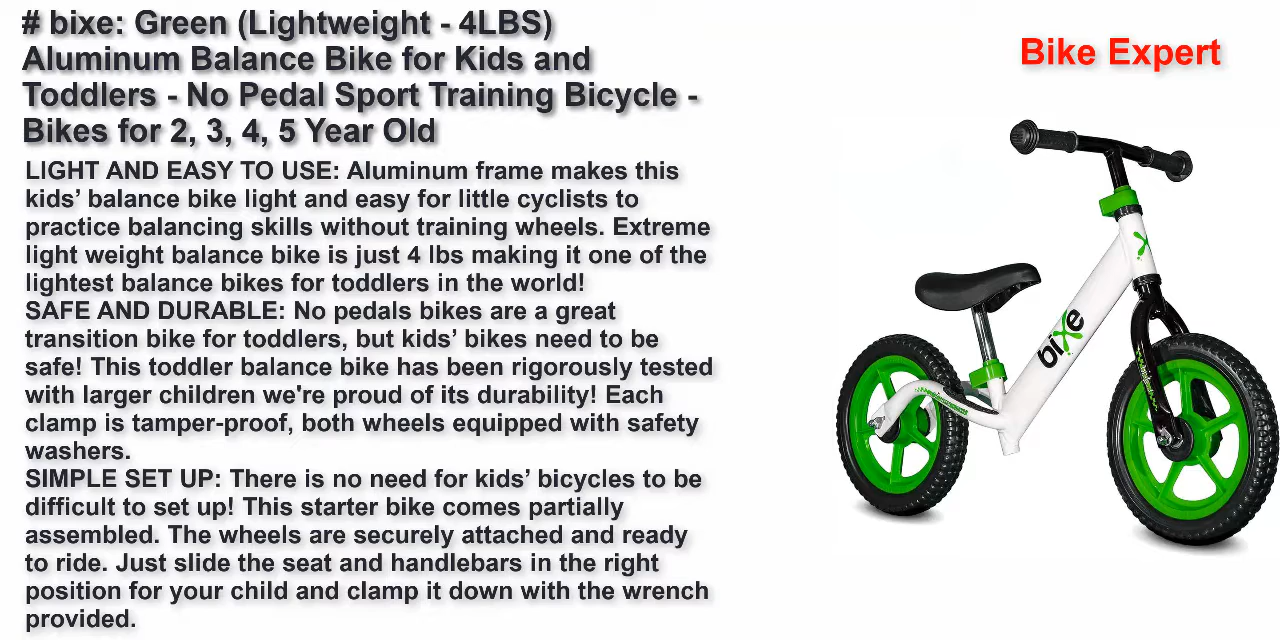 # bixe: Green (Lightweight - 4LBS)
Aluminum Balance Bike for Kids and
Toddlers - No Pedal Sport Training Bicycle -
Bikes for 2, 3, 4, 5 Year Old
LIGHT AND EASY TO USE: Aluminum frame makes this
kids’ balance bike light and easy for little cyclists to
practice balancing skills without training wheels. Extreme
light weight balance bike is just 4 lbs making it one of the
lightest balance bikes for toddlers in the world!
SAFE AND DURABLE: No pedals bikes are a great
transition bike for toddlers, but kids’ bikes need to be
safe! This toddler balance bike has been rigorously tested
with larger children we're proud of its durability! Each
clamp is tamper-proof, both wheels equipped with safety
washers.
SIMPLE SET UP: There is no need for kids’ bicycles to be
difficult to set up! This starter bike comes partially
assembled. The wheels are securely attached and ready
to ride. Just slide the seat and handlebars in the right
position for your child and clamp it down with the wrench
provided.
Bike Expert
x
bixe